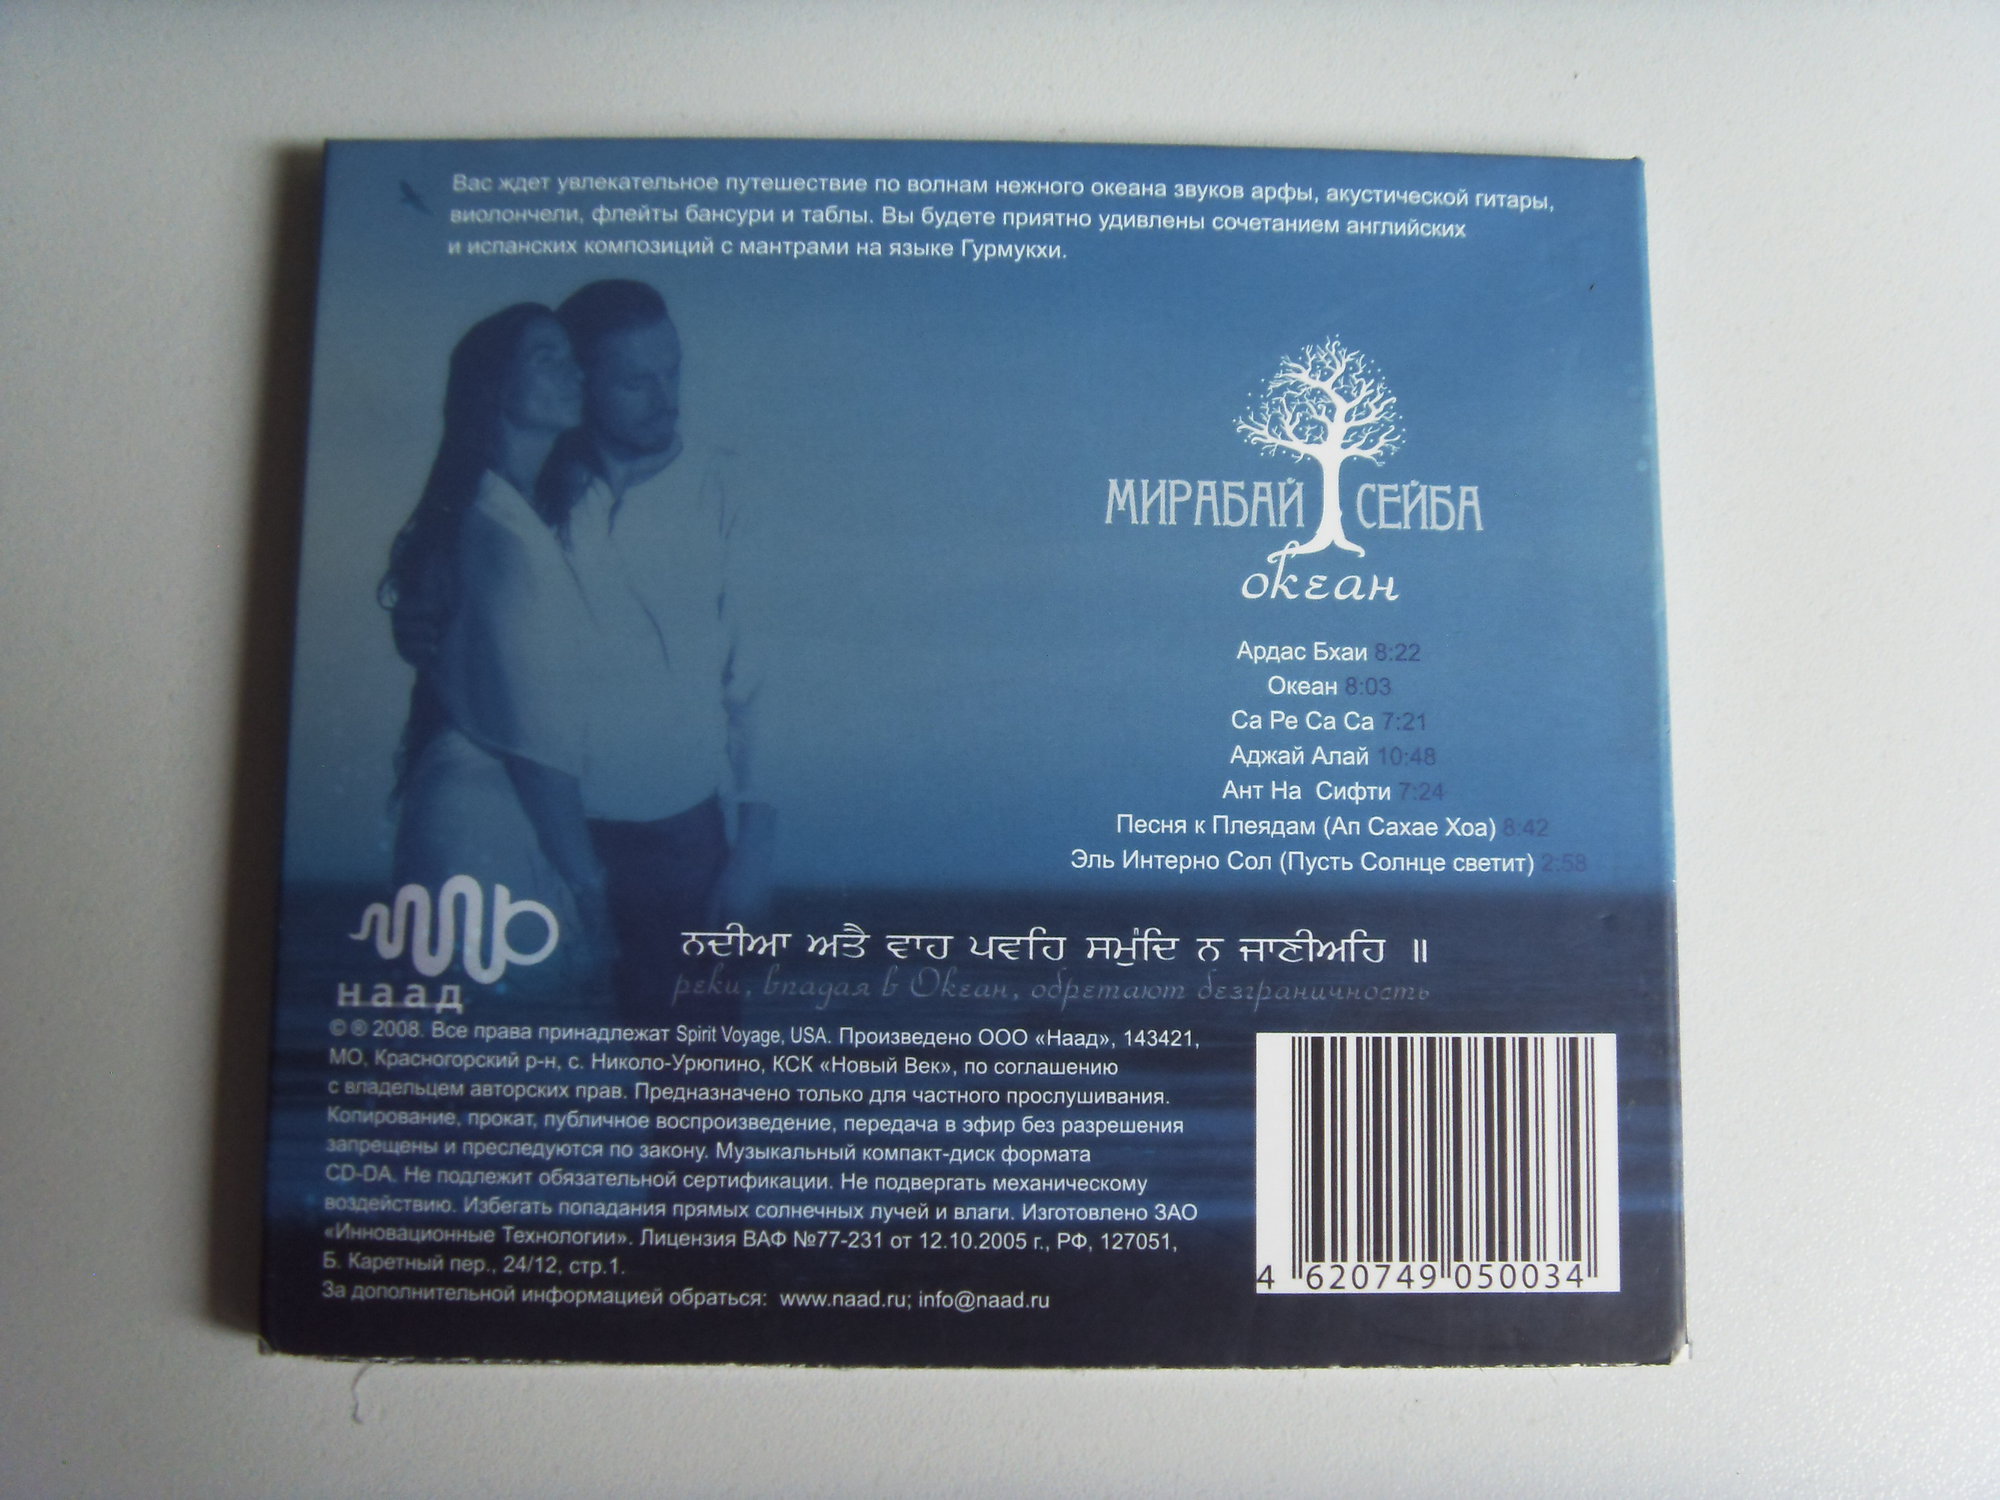 Вас ждет увлекательное путешествие по волнам нежного океана звуков арфы, акустической гитары,
виолончели, флейты бансури и таблы. Вы будете приятно удивлены сочетанием английских
и испанских композиций с мантрами на языке Гурмукхи.
МИРАБАЙ СЕЙБА
океан
Ардас Бхаи 8:22
Океан 8:03
Са Ре Са Са 7:21
Аджай Алай 10:48
Ант На Сифти 7:24
Песня к Плеядам (Ап Сахае Хоа) 8:42
Эль Интерно Сол (Пусть Солнце светит) 2:58
наад
ਨਦੀਆ ਅਤੈ ਵਾਹ ਪਵਹਿ ਸਮੁੰਦਿ ਨ ਜਾਣੀਅਹਿ ॥
реки, впадая в Океан, обретают безграничность
© ® 2008. Все права принадлежат Spirit Voyage, USA. Произведено ООО «Наад», 143421,
МО, Красногорский р-н, с. Николо-Урюпино, КСК «Новый Век», по соглашению
с владельцем авторских прав. Предназначено только для частного прослушивания.
Копирование, прокат, публичное воспроизведение, передача в эфир без разрешения
запрещены и преследуются по закону. Музыкальный компакт-диск формата
CD-DA. Не подлежит обязательной сертификации. Не подвергать механическому
воздействию. Избегать попадания прямых солнечных лучей и влаги. Изготовлено ЗАО
«Инновационные Технологии». Лицензия ВАФ №77-231 от 12.10.2005 г., РФ, 127051,
Б. Каретный пер., 24/12, стр.1.
За дополнительной информацией обраться: www.naad.ru; info@naad.ru
4 620749 050034